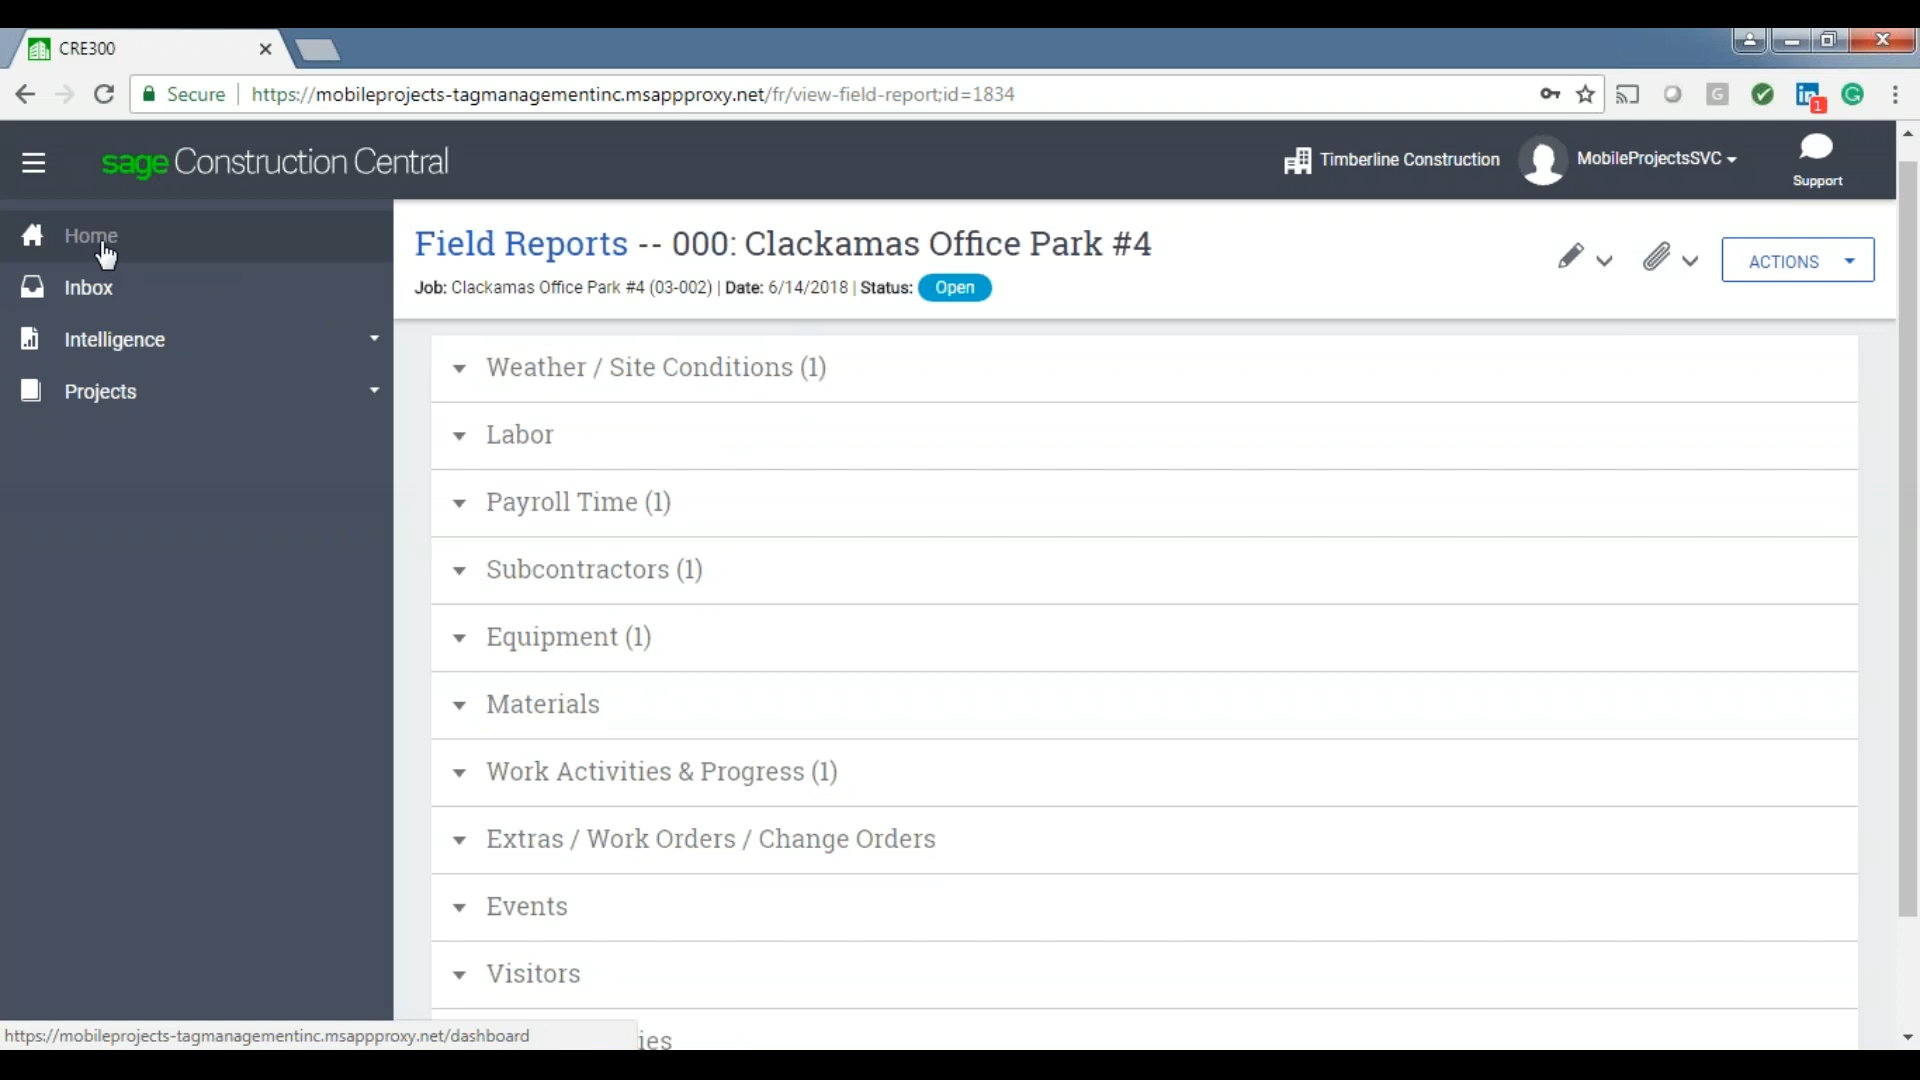 CRE300
Secure
https://mobileprojects-tagmanagementinc.msappproxy.net/fr/view-field-report;id=1834
G
in
1
G
sage Construction Central
Timberline Construction
MobileProjectsSVC
Support
Home
Inbox
Intelligence
Projects
Field Reports -- 000: Clackamas Office Park #4
Job: Clackamas Office Park #4 (03-002) | Date: 6/14/2018 | Status: Open
ACTIONS
Weather / Site Conditions (1)
Labor
Payroll Time (1)
Subcontractors (1)
Equipment (1)
Materials
Work Activities & Progress (1)
Extras / Work Orders / Change Orders
Events
Visitors
https://mobileprojects-tagmanagementinc.msappproxy.net/dashboard